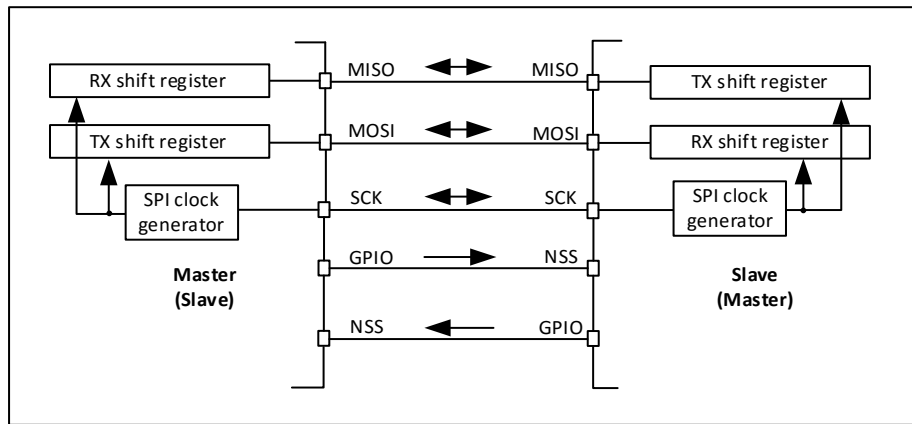 MISO MISO
RX shift register TX shift register
MOSI MOSI
TX shift register RX shift register
SCK SCK
SPI clock generator SPI clock generator
GPIO NSS
Master (Slave) Slave (Master)
NSS GPIO